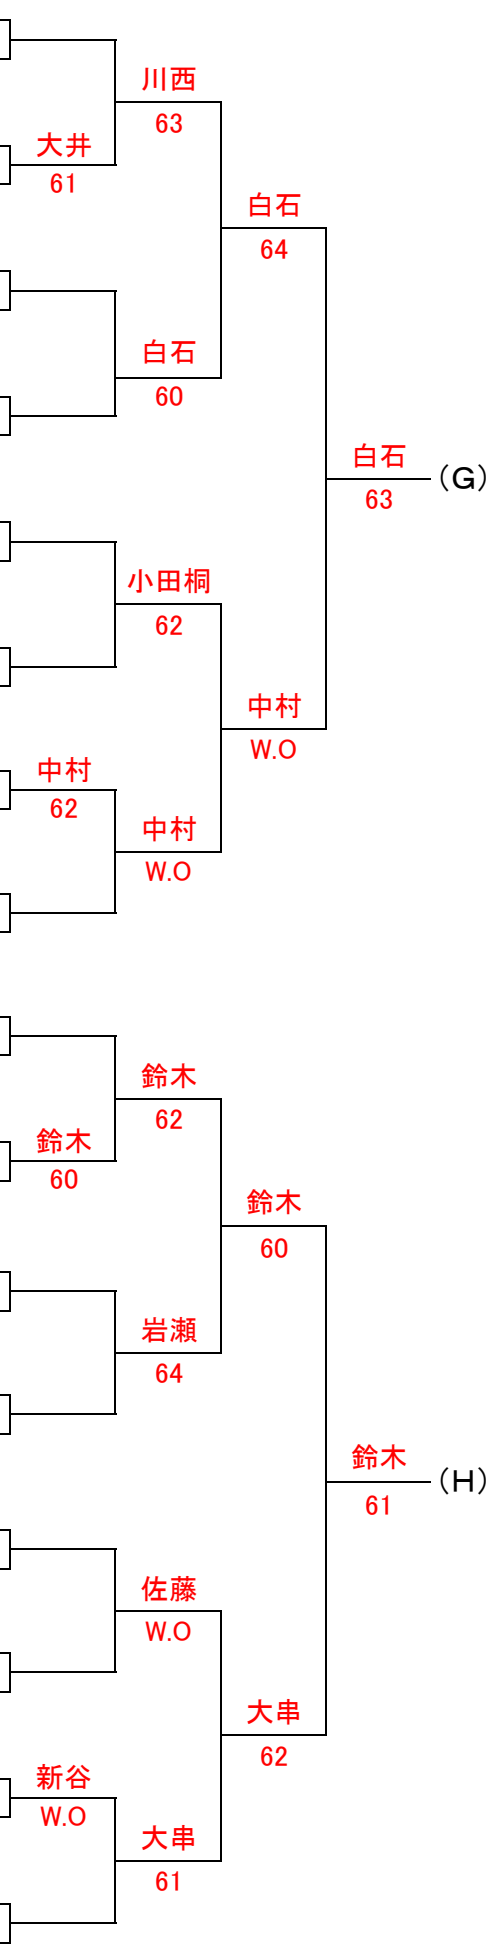 川西
63
大井
61
白石
64
白石
60
白石
63
（G）
小田桐
62
中村
W.O
中村
62
中村
W.O
鈴木
62
鈴木
60
鈴木
60
岩瀬
64
鈴木
61
（H）
佐藤
W.O
大串
62
新谷
W.O
大串
61